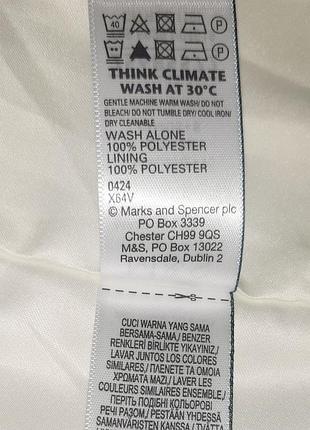 40
P
P
THINK CLIMATE
WASH AT 30°C
GENTLE MACHINE WARM WASH/ DO NOT
BLEACH/ DO NOT TUMBLE DRY/ COOL IRON/
DRY CLEANABLE
WASH ALONE
100% POLYESTER
LINING
100% POLYESTER
0424
X64V
© Marks and Spencer plc
PO Box 3339
Chester CH99 9QS
M&S, PO Box 13022
Ravensdale, Dublin 2
CUCI WARNA YANG SAMA
BERSAMA-SAMA./ BENZER
RENKLERİ BİRLİKTE YIKAYINIZ./
LAVAR JUNTOS LOS COLORES
SIMILARES./ ΠΛΕΝΕΤΕ ΤΑ ΟΜΟΙΑ
ΧΡΩΜΑΤΑ ΜΑΖΙ./ LAVER LES
COULEURS SIMILAIRES ENSEMBLE./
ПЕРІТЬ ПОДІБНІ КОЛЬОРОВІ
РЕЧІ РАЗОМ./ СТИРАТЬ ВЕЩИ
SAMANVÄRISTEN KANSSA./ TVÄTTA